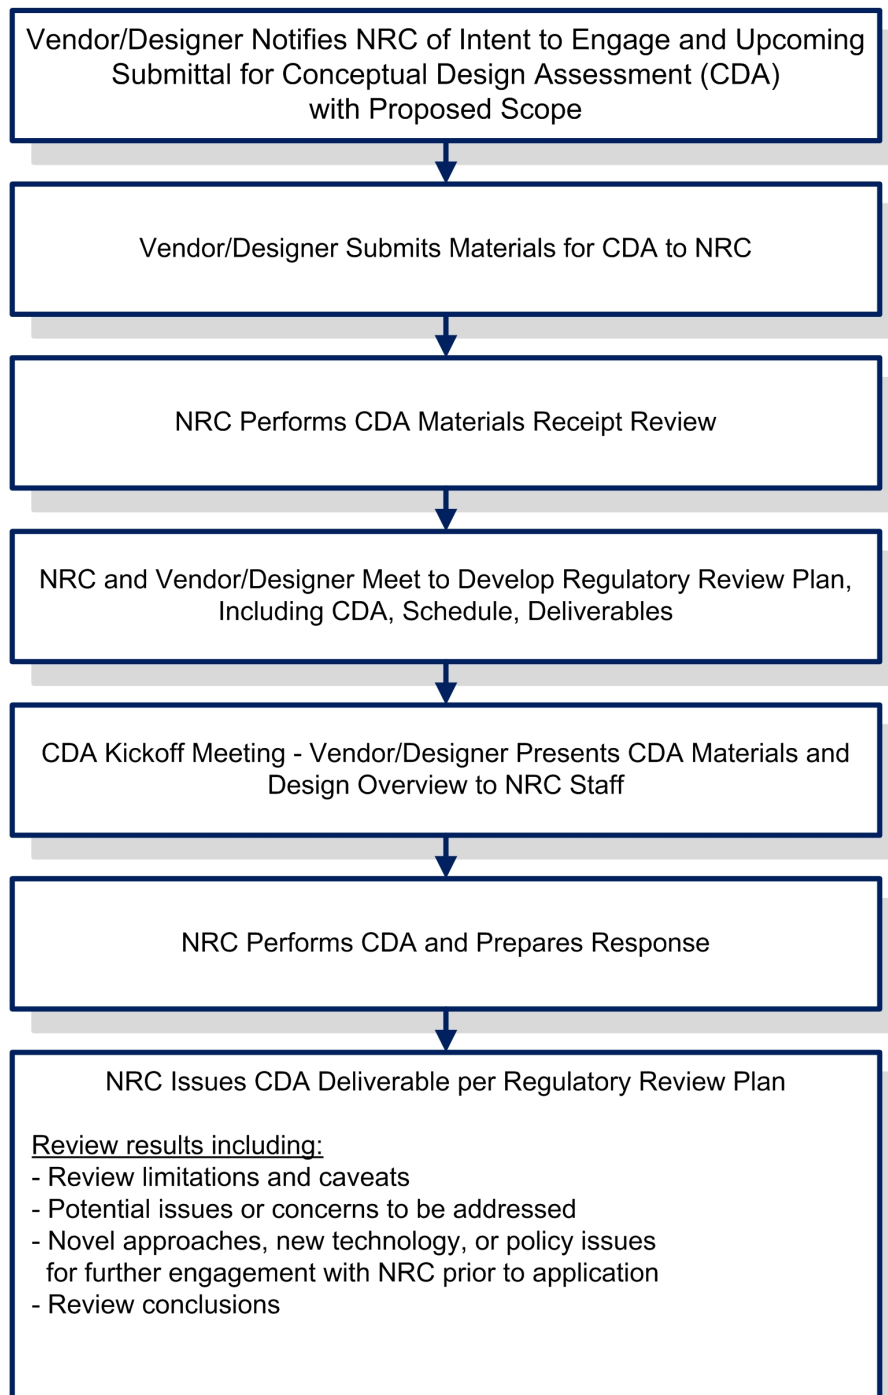 Vendor/Designer Notifies NRC of Intent to Engage and Upcoming
Submittal for Conceptual Design Assessment (CDA)
with Proposed Scope
Vendor/Designer Submits Materials for CDA to NRC
NRC Performs CDA Materials Receipt Review
NRC and Vendor/Designer Meet to Develop Regulatory Review Plan,
Including CDA, Schedule, Deliverables
CDA Kickoff Meeting - Vendor/Designer Presents CDA Materials and
Design Overview to NRC Staff
NRC Performs CDA and Prepares Response
NRC Issues CDA Deliverable per Regulatory Review Plan
Review results including:
- Review limitations and caveats
- Potential issues or concerns to be addressed
- Novel approaches, new technology, or policy issues
for further engagement with NRC prior to application
- Review conclusions